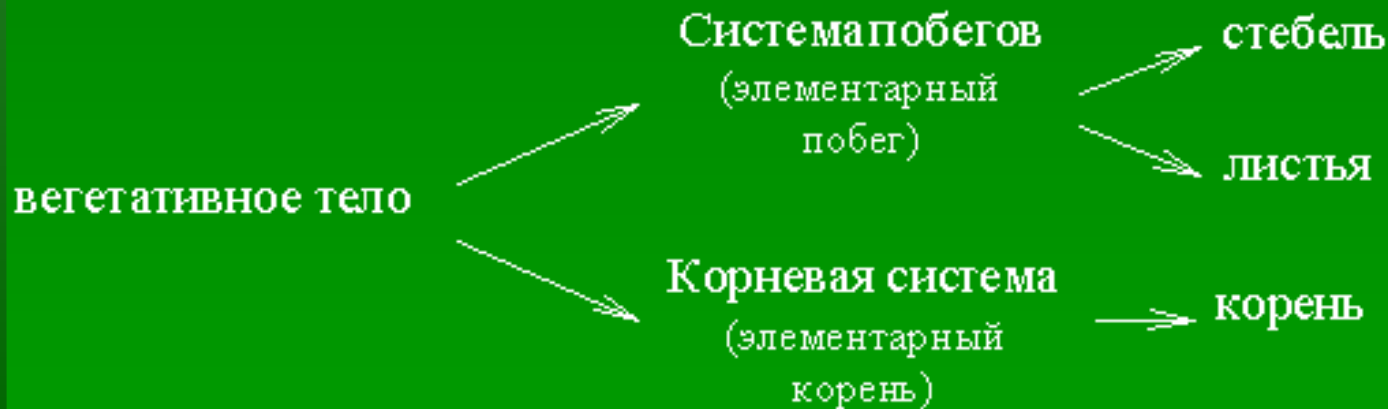 Системапобегов
(элементарный
побег)
стебель
листья
вегетативное тело
Корневая система
(элементарный
корень)
корень